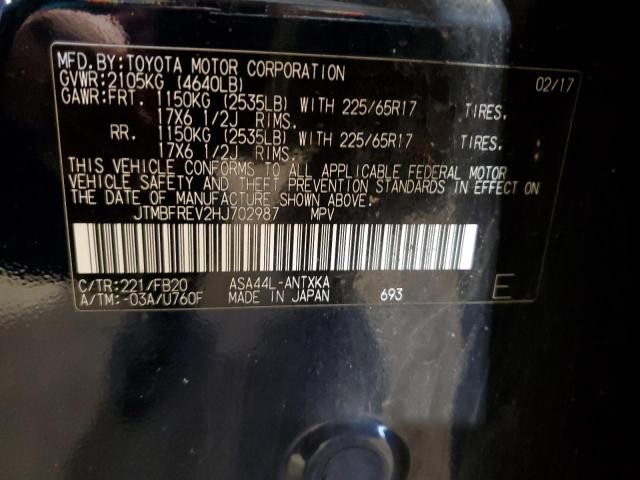 MFD.BY:TOYOTA MOTOR CORPORATION 02/17
GVWR:2105KG (4640LB)
GAWR:FRT. 1150KG (2535LB) WITH 225/65R17 TIRES.
17X6 1/2J RIMS.
RR. 1150KG (2535LB) WITH 225/65R17 TIRES.
17X6 1/2J RIMS.
THIS VEHICLE CONFORMS TO ALL APPLICABLE FEDERAL MOTOR
VEHICLE SAFETY AND THEFT PREVENTION STANDARDS IN EFFECT ON
THE DATE OF MANUFACTURE SHOWN ABOVE.
JTMBFREV2HJ702987 MPV
C/TR:221/FB20 ASA44L-ANTXKA
A/TM:-03A/U760F MADE IN JAPAN 693 E